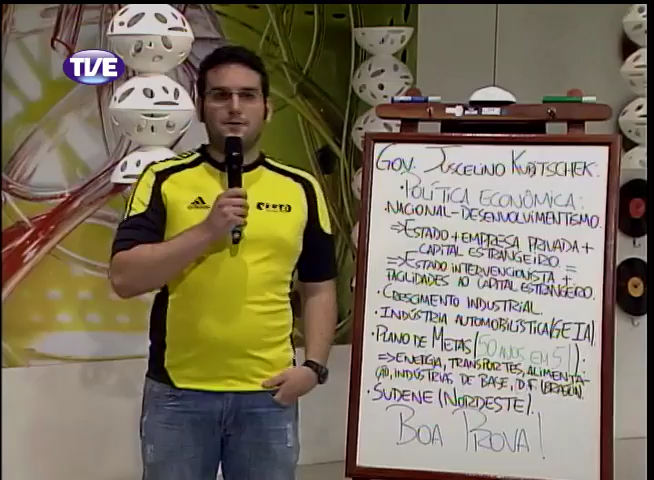 TVE
adidas
GOV. JUSCELINO KUBITSCHEK
• POLÍTICA ECONÔMICA:
NACIONAL-DESENVOLVIMENTISMO.
⇒ ESTADO + EMPRESA PRIVADA +
CAPITAL ESTRANGEIRO
⇒ ESTADO INTERVENCIONISTA +
FACILIDADES AO CAPITAL ESTRANGEIRO.
• CRESCIMENTO INDUSTRIAL.
• INDÚSTRIA AUTOMOBILÍSTICA (GEIA).
• PLANO DE METAS (50 ANOS EM 5):
⇒ ENERGIA, TRANSPORTES, ALIMENTA-
ÇÃO, INDÚSTRIAS DE BASE, D.F. (BRASÍLIA).
• SUDENE (NORDESTE).
BOA PROVA!